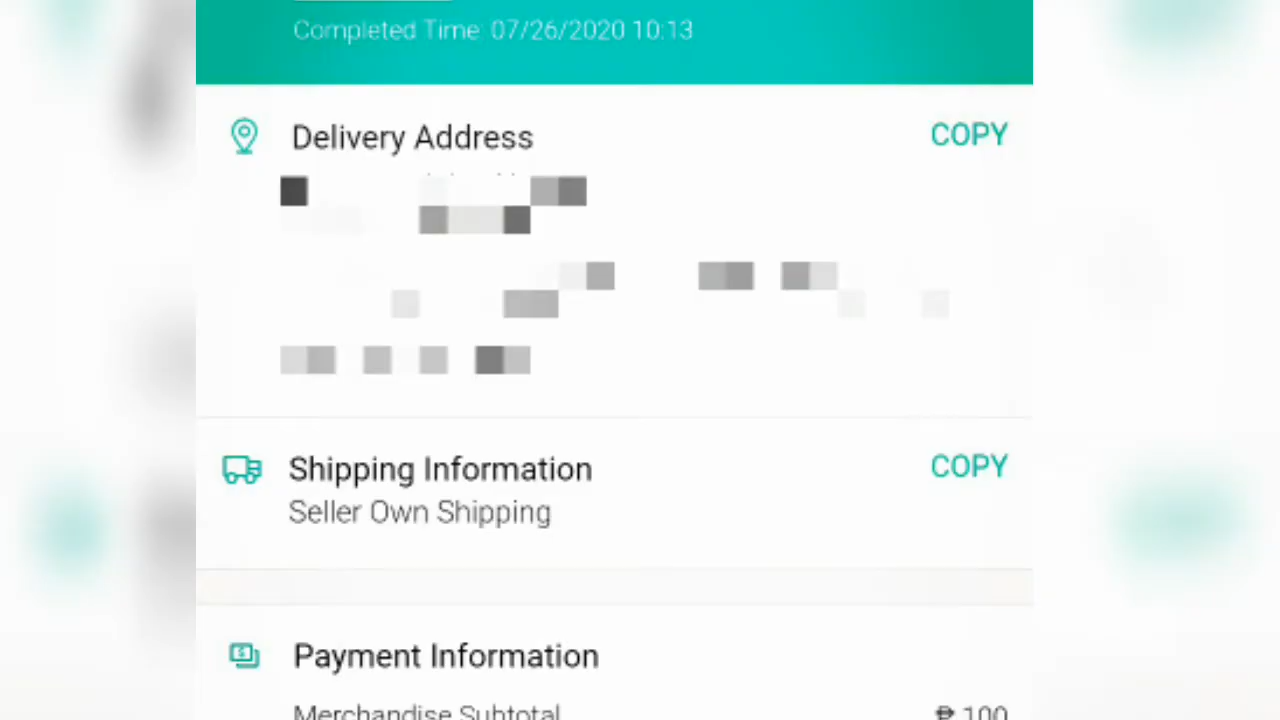 Completed Time: 07/26/2020 10:13
Delivery Address COPY
Shipping Information COPY
Seller Own Shipping
Payment Information
Merchandise Subtotal ₱ 100